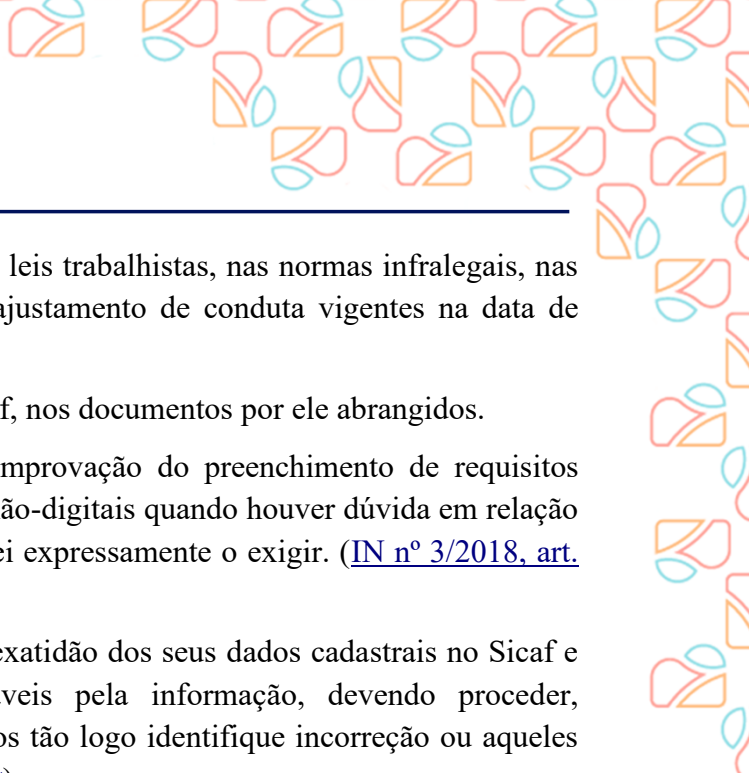 leis trabalhistas, nas normas infralegais, nas
ajustamento de conduta vigentes na data de
f, nos documentos por ele abrangidos.
mprovação do preenchimento de requisitos
ão-digitais quando houver dúvida em relação
ei expressamente o exigir. (IN nº 3/2018, art.
exatidão dos seus dados cadastrais no Sicaf e
veis pela informação, devendo proceder,
os tão logo identifique incorreção ou aqueles